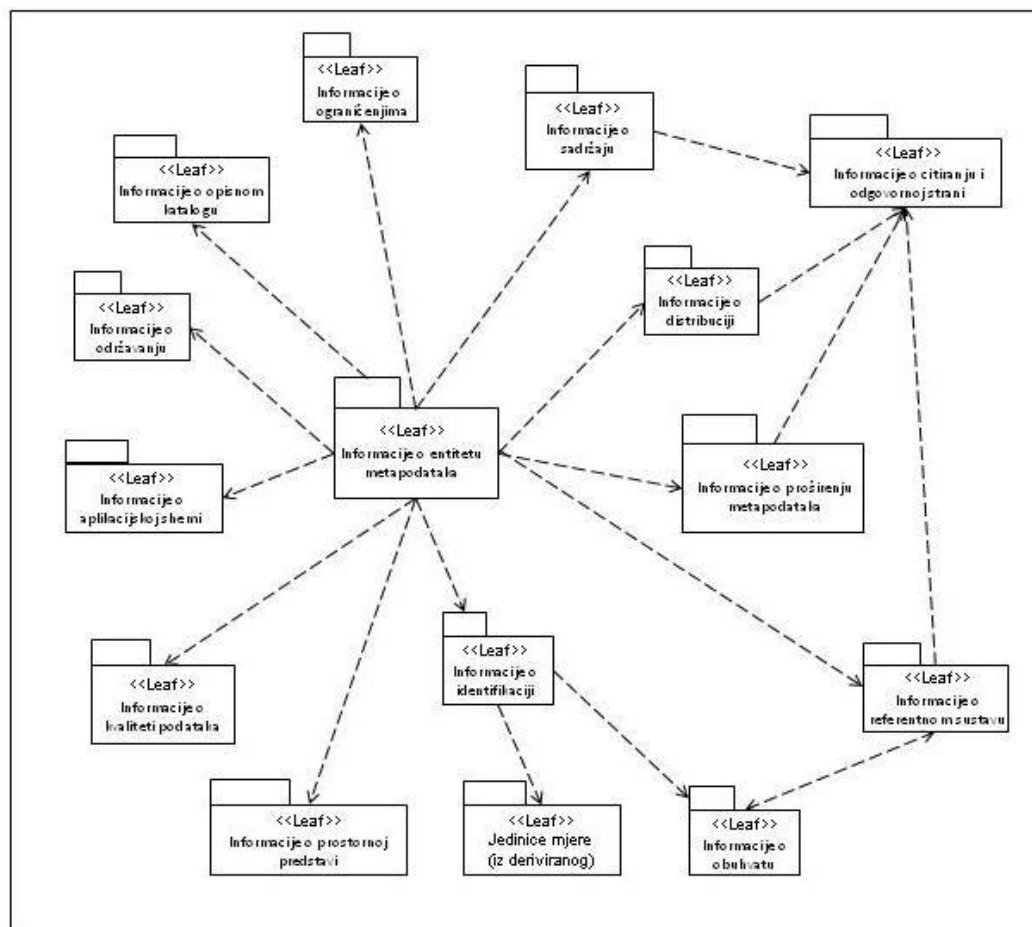 <<Leaf>>
Informacije o
ograničenjima
<<Leaf>>
Informacije o
sadržaju
<<Leaf>>
Informacije o citiranju i
odgovornoj strani
<<Leaf>>
Informacije o opisnom
katalogu
<<Leaf>>
Informacije o
distribuciji
<<Leaf>>
Informacije o
održavanju
<<Leaf>>
Informacije o entitetu
metapodataka
<<Leaf>>
Informacije o
aplikacijskoj shemi
<<Leaf>>
Informacije o proširenju
metapodataka
<<Leaf>>
Informacije o
kvaliteti podataka
<<Leaf>>
Informacije o
identifikaciji
<<Leaf>>
Informacije o
referentnom sustavu
<<Leaf>>
Informacije o prostornoj
predstavi
<<Leaf>>
Jedinice mjere
(iz deriviranog)
<<Leaf>>
Informacije o
obuhvatu